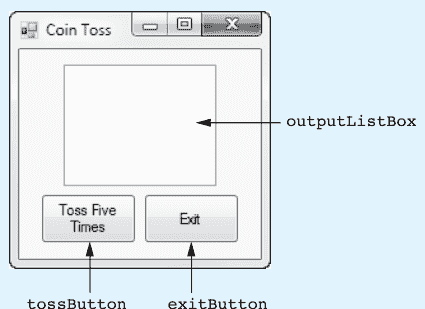 Coin Toss
outputListBox
Toss Five
Times
Exit
tossButton
exitButton